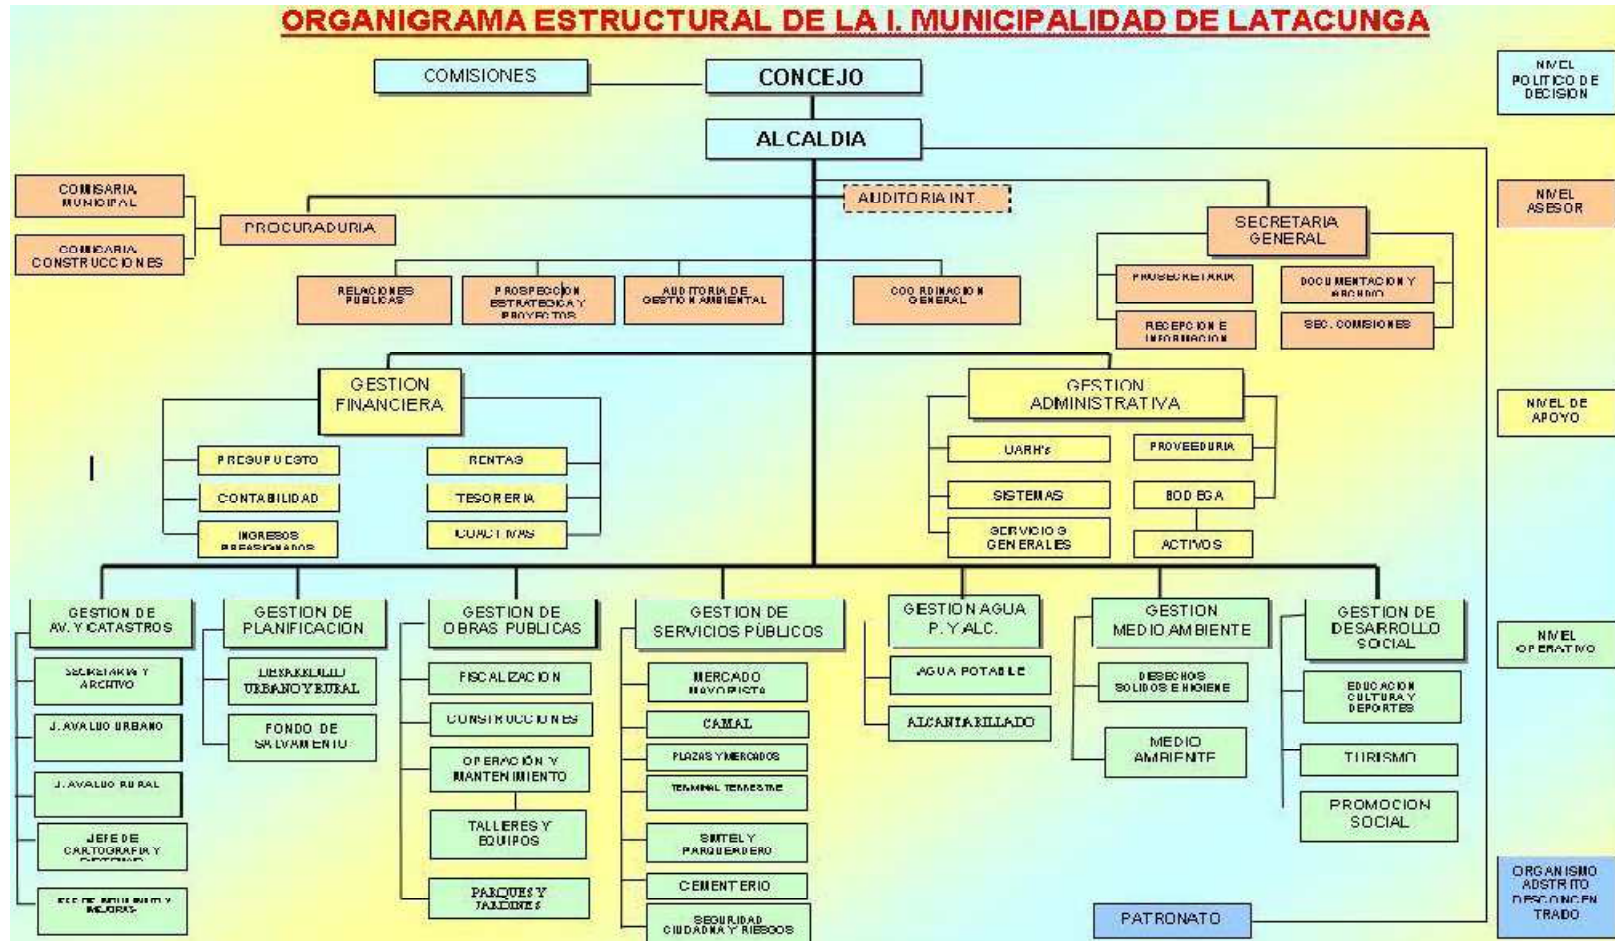 ORGANIGRAMA ESTRUCTURAL DE LA I. MUNICIPALIDAD DE LATACUNGA
COMISIONES
CONCEJO
NIVEL
POLITICO DE
DECISION
ALCALDIA
COMISARIA
MUNICIPAL
AUDITORIA INT.
NIVEL
ASESOR
PROCURADURIA
SECRETARIA
GENERAL
COMICARIA
CONSTRUCCIONES
PROSECRETARIA
DOCUMENTACION Y
ARCHIVO
RELACIONES
PUBLICAS
PROSPECCION
ESTRATEGICA Y
PROYECTOS
AUDITORIA DE
GESTION AMBIENTAL
COORDINACION
GENERAL
RECEPCION E
INFORMACION
SEC. COMISIONES
GESTION
FINANCIERA
GESTION
ADMINISTRATIVA
NIVEL DE
APOYO
PRESUPUESTO
RENTAS
UARH's
PROVEEDURIA
CONTABILIDAD
TESORERIA
SISTEMAS
BODEGA
INGRESOS
COACTIVAS
SERVICIOS
GENERALES
ACTIVOS
GESTION DE
AV. Y CATASTROS
GESTION DE
PLANIFICACION
GESTION DE
OBRAS PUBLICAS
GESTION DE
SERVICIOS PÚBLICOS
GESTION AGUA
P. Y ALC.
GESTION
MEDIO AMBIENTE
GESTION DE
DESARROLLO
SOCIAL
NIVEL
OPERATIVO
SECRETARIA Y
ARCHIVO
J. AVALUO URBANO
J. AVALUO RURAL
JEFE DE
CARTOGRAFIA Y
MEJORAS
DESARROLLO
URBANO Y RURAL
FONDO DE
SALVAMENTO
FISCALIZACION
CONSTRUCCIONES
OPERACIÓN Y
MANTENIMIENTO
TALLERES Y
EQUIPOS
PARQUES Y
JARDINES
MERCADO
MAYORISTA
CAMAL
PLAZAS Y MERCADOS
TERMINAL TERRESTRE
SIMTEL Y
PARQUEADERO
CEMENTERIO
SEGURIDAD
CIUDADNA Y RIESGOS
AGUA POTABLE
ALCANTARILLADO
DESECHOS
SOLIDOS E HIGIENE
MEDIO
AMBIENTE
EDUCACION
CULTURA Y
DEPORTES
TURISMO
PROMOCION
SOCIAL
PATRONATO
ORGANISMO
ADSTRITO
DESCONCEN
TRADO